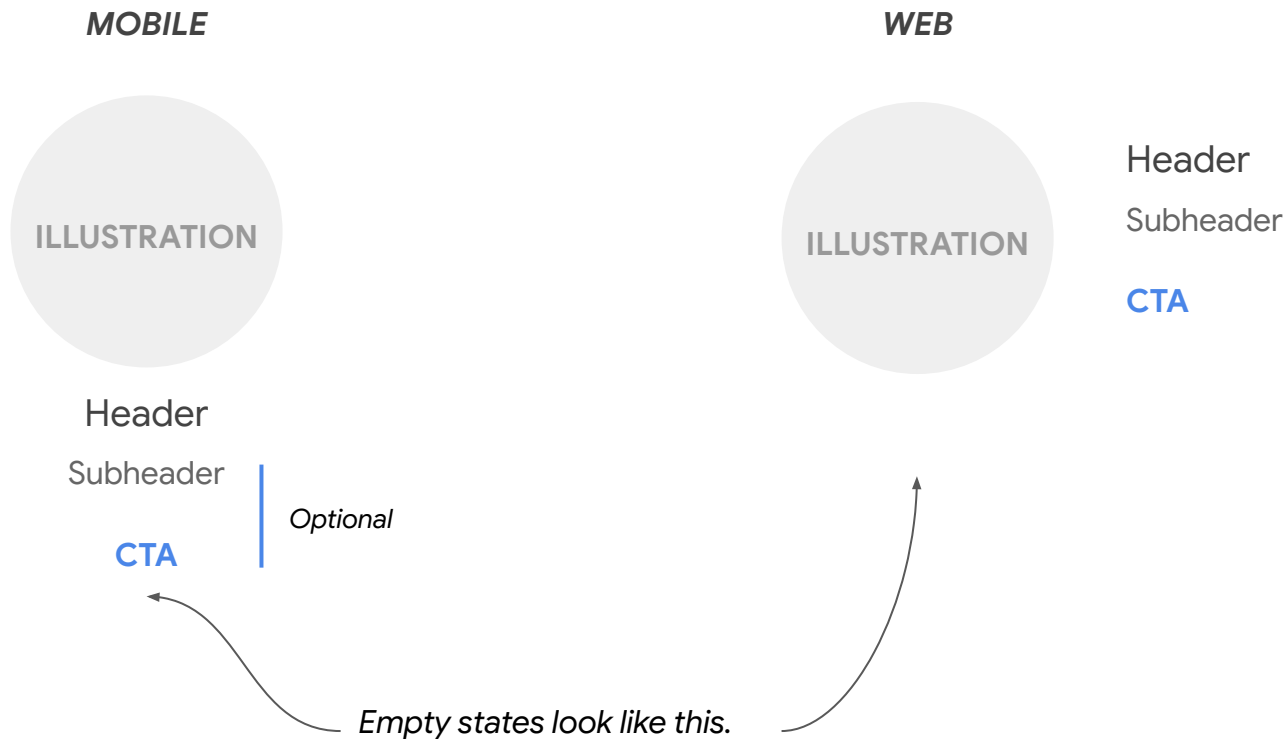 MOBILE
ILLUSTRATION
Header
Subheader
CTA
Optional
WEB
ILLUSTRATION
Header
Subheader
CTA
Empty states look like this.